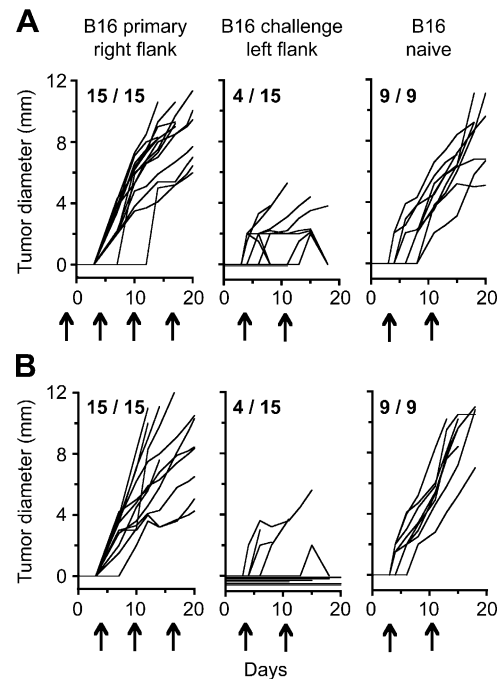 A
B16 primary
right flank
B16 challenge
left flank
B16
naive
Tumor diameter (mm)
12
8
4
0
15 / 15
4 / 15
9 / 9
0 10 20
0 10 20
0 10 20
B
Tumor diameter (mm)
12
8
4
0
15 / 15
4 / 15
9 / 9
0 10 20
0 10 20
0 10 20
Days